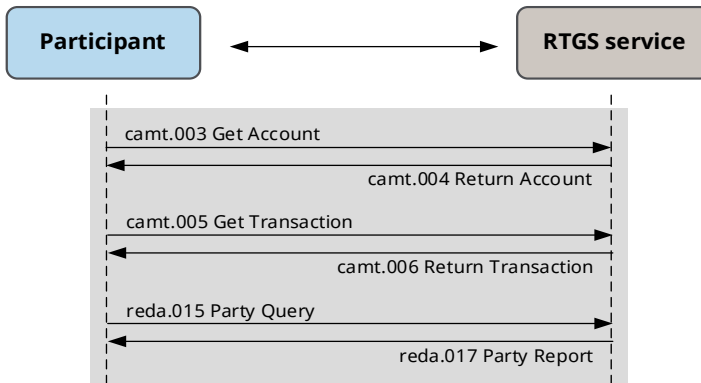 Participant
RTGS service
camt.003 Get Account
camt.004 Return Account
camt.005 Get Transaction
camt.006 Return Transaction
reda.015 Party Query
reda.017 Party Report